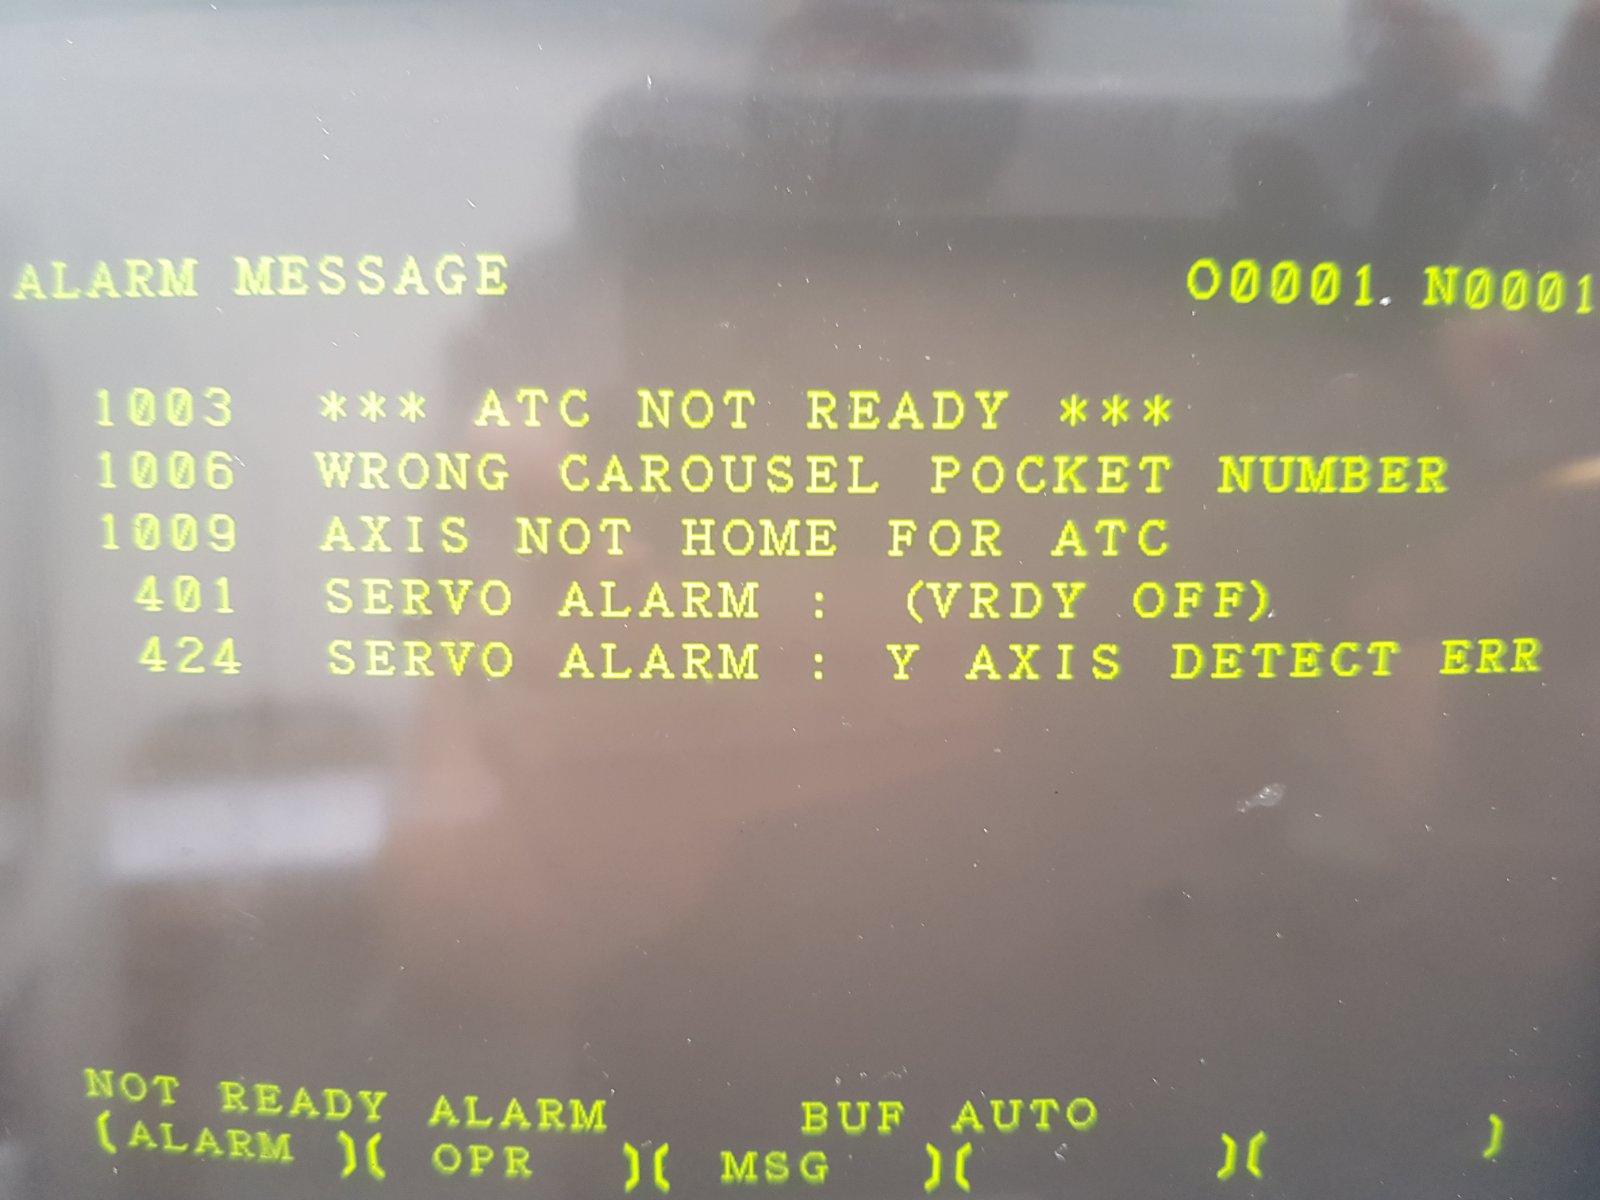 ALARM MESSAGE O0001. N0001
1003 *** ATC NOT READY ***
1006 WRONG CAROUSEL POCKET NUMBER
1009 AXIS NOT HOME FOR ATC
401 SERVO ALARM : (VRDY OFF)
424 SERVO ALARM : Y AXIS DETECT ERR
NOT READY ALARM BUF AUTO
(ALARM )( OPR )( MSG )( )( )